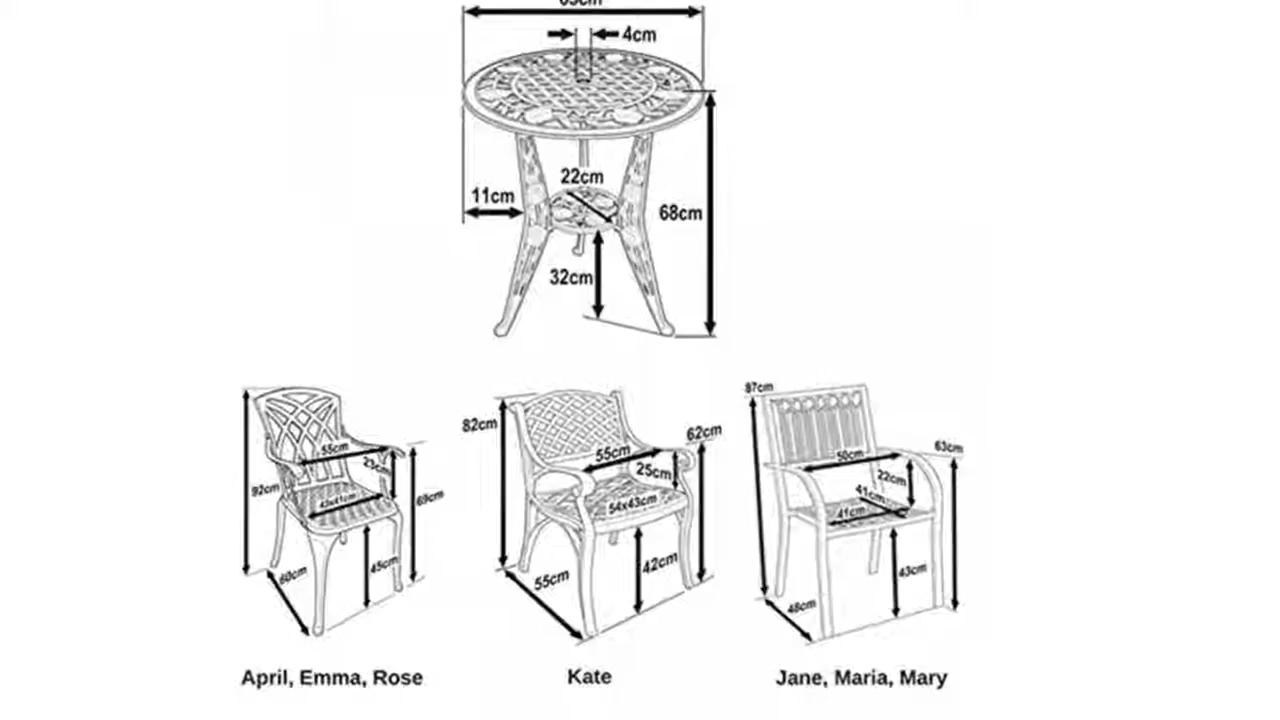 4cm
22cm
11cm
68cm
32cm
87cm
82cm
62cm
55cm
55cm
63cm
50cm
23cm
25cm
22cm
92cm
43x41cm
69cm
54x43cm
41cm
41cm
60cm
45cm
55cm
42cm
43cm
48cm
April, Emma, Rose
Kate
Jane, Maria, Mary